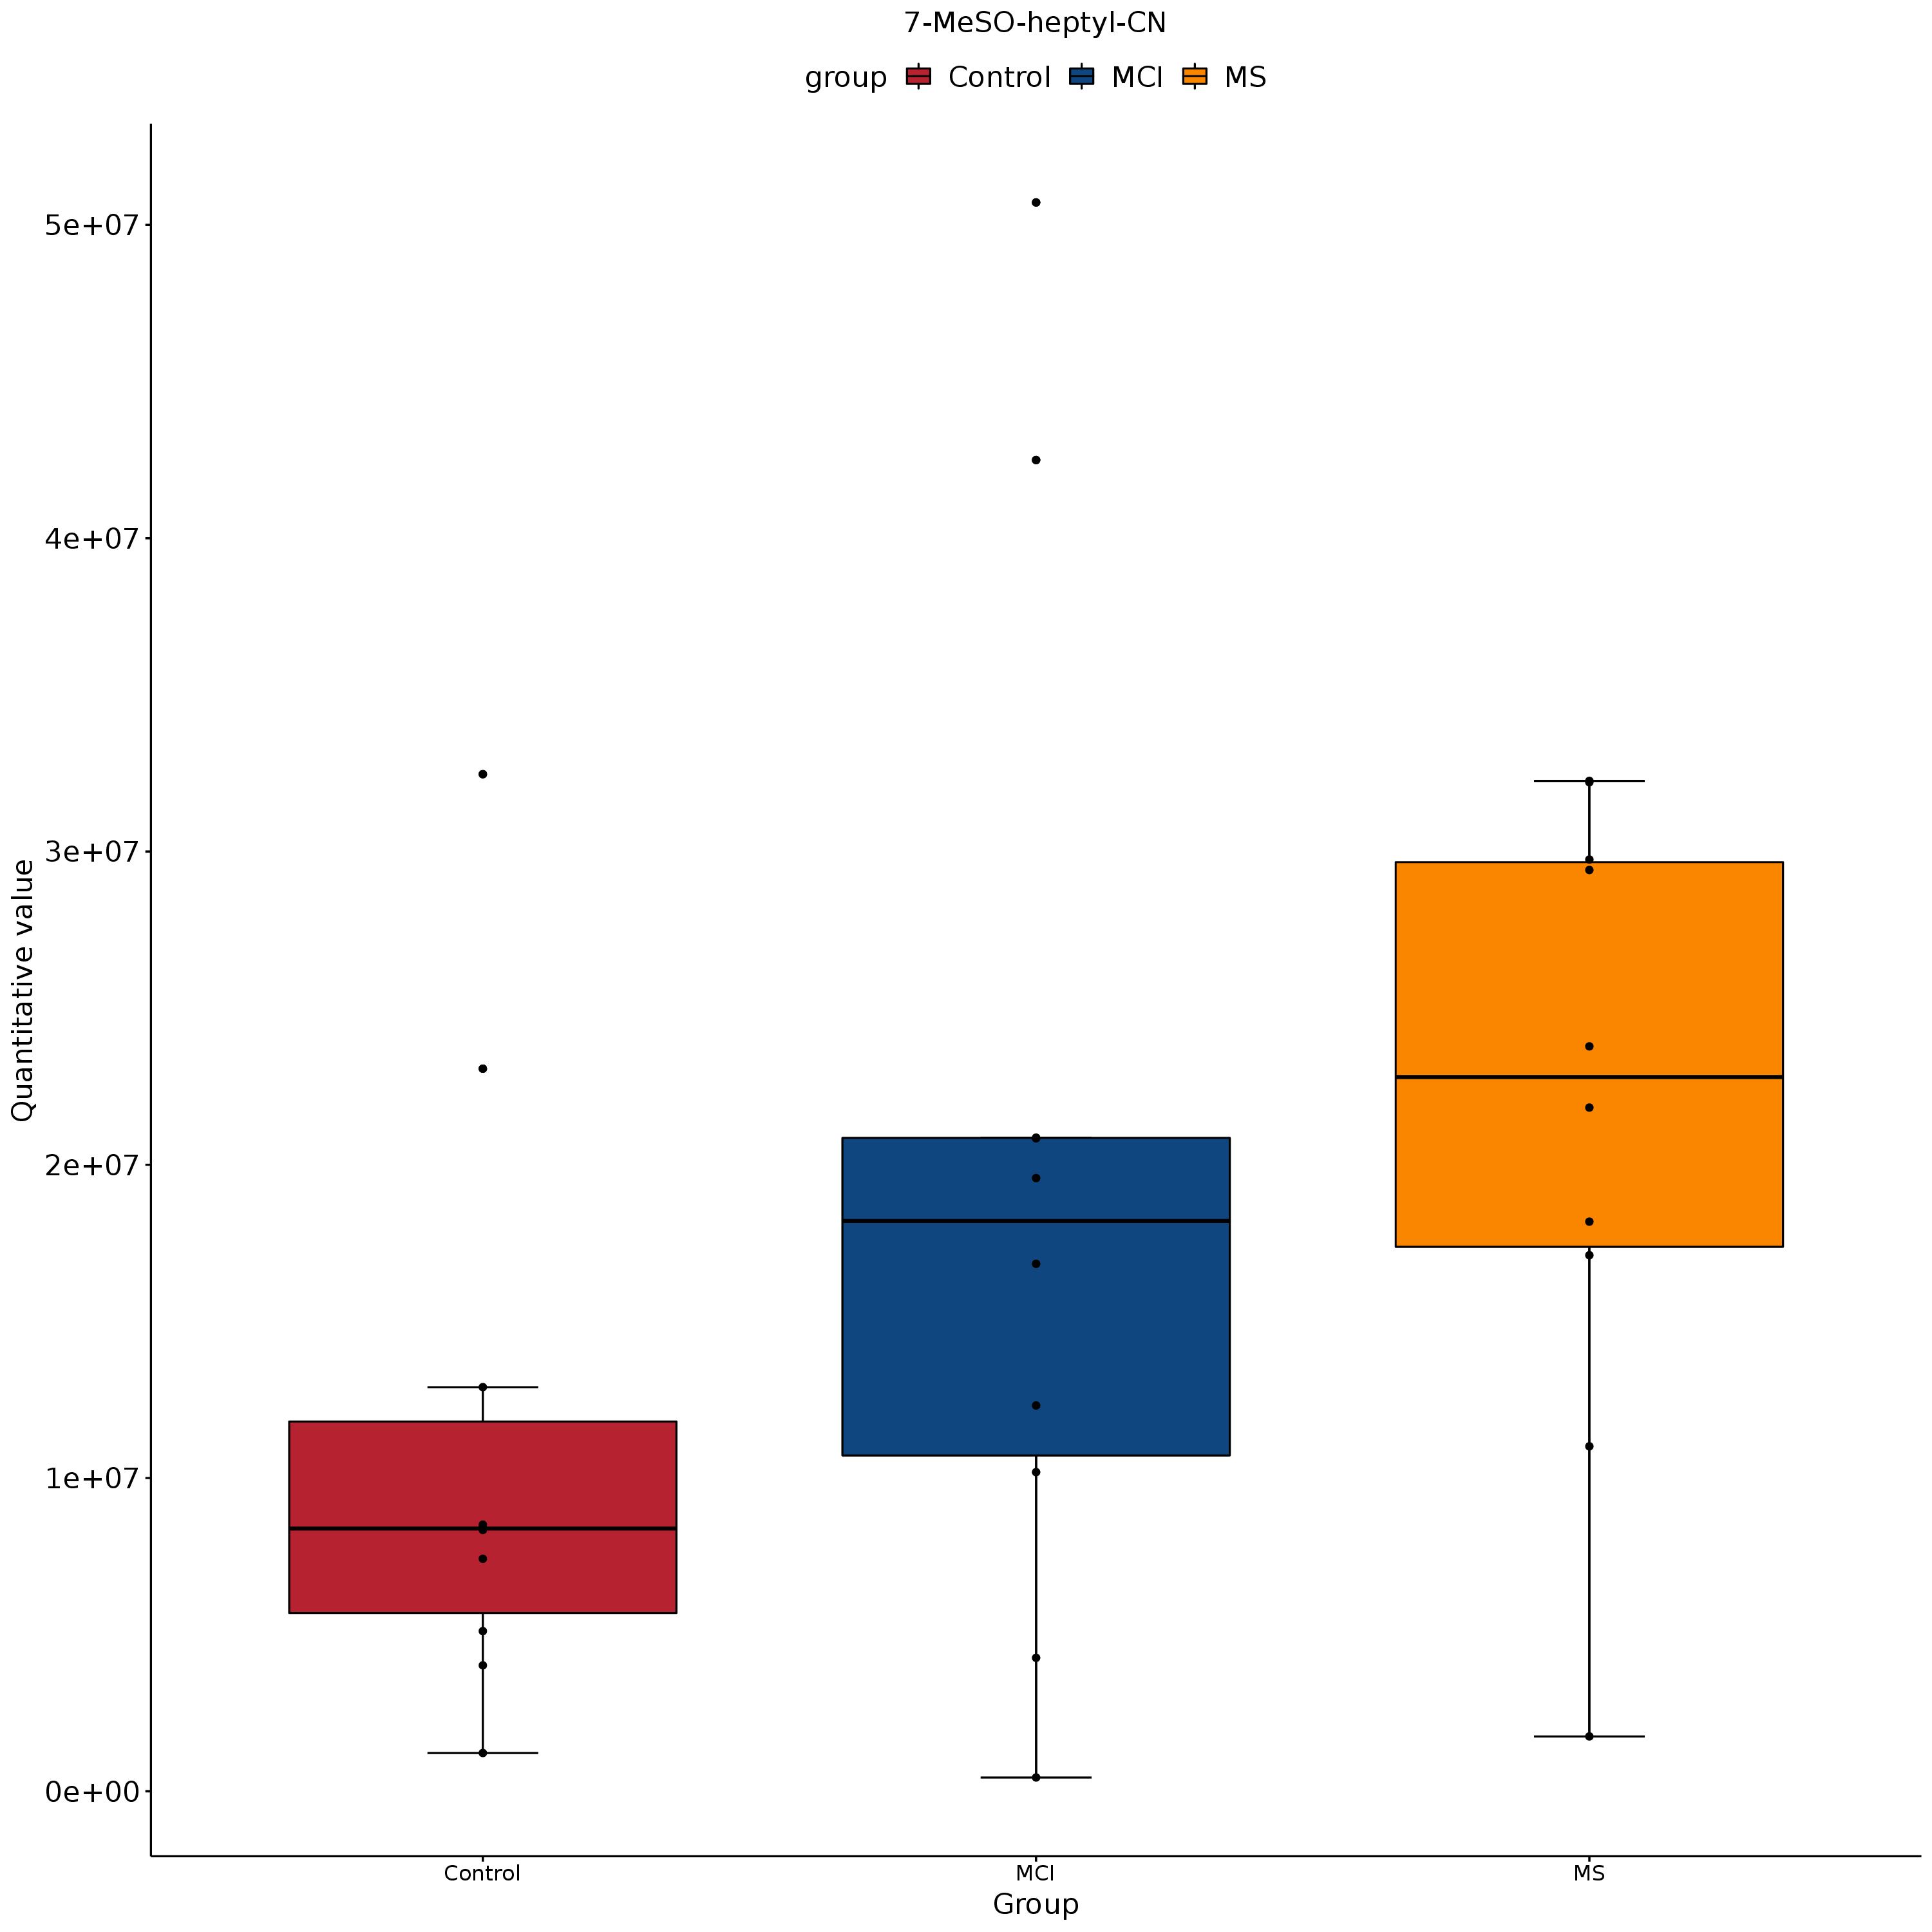 7-MeSO-heptyl-CN
group Control MCI MS
5e+07
4e+07
3e+07
2e+07
1e+07
0e+00
Quantitative value
Control MCI MS
Group